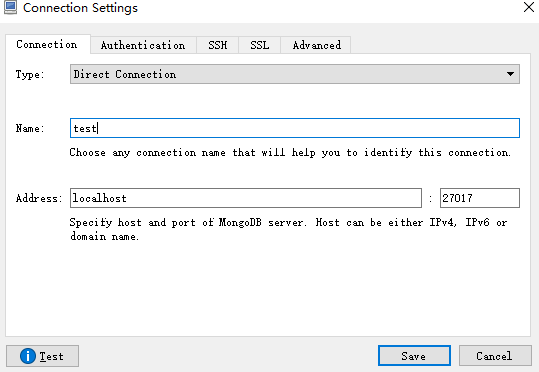 Connection Settings
Connection Authentication SSH SSL Advanced
Type: Direct Connection
Name: test
Choose any connection name that will help you to identify this connection.
Address: localhost : 27017
Specify host and port of MongoDB server. Host can be either IPv4, IPv6 or
domain name.
Test Save Cancel